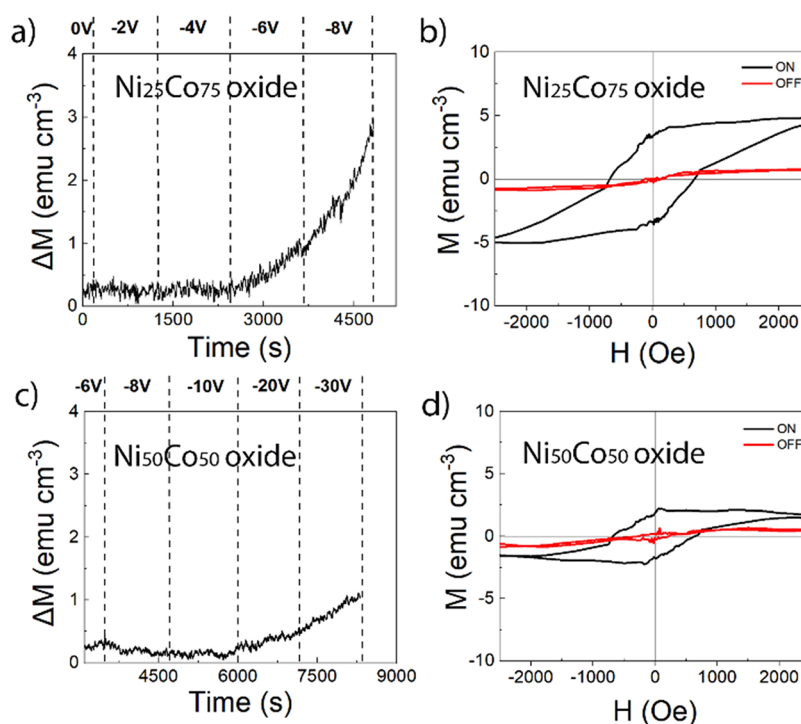 a)
0V -2V -4V -6V -8V
4
3
2
1
0
ΔM (emu cm⁻³)
Ni₂₅Co₇₅ oxide
0 1500 3000 4500
Time (s)
b)
10
5
0
-5
-10
M (emu cm⁻³)
Ni₂₅Co₇₅ oxide
ON
OFF
-2000 -1000 0 1000 2000
H (Oe)
c)
-6V -8V -10V -20V -30V
4
3
2
1
0
ΔM (emu cm⁻³)
Ni₅₀Co₅₀ oxide
4500 6000 7500 9000
Time (s)
d)
10
5
0
-5
-10
M (emu cm⁻³)
Ni₅₀Co₅₀ oxide
ON
OFF
-2000 -1000 0 1000 2000
H (Oe)